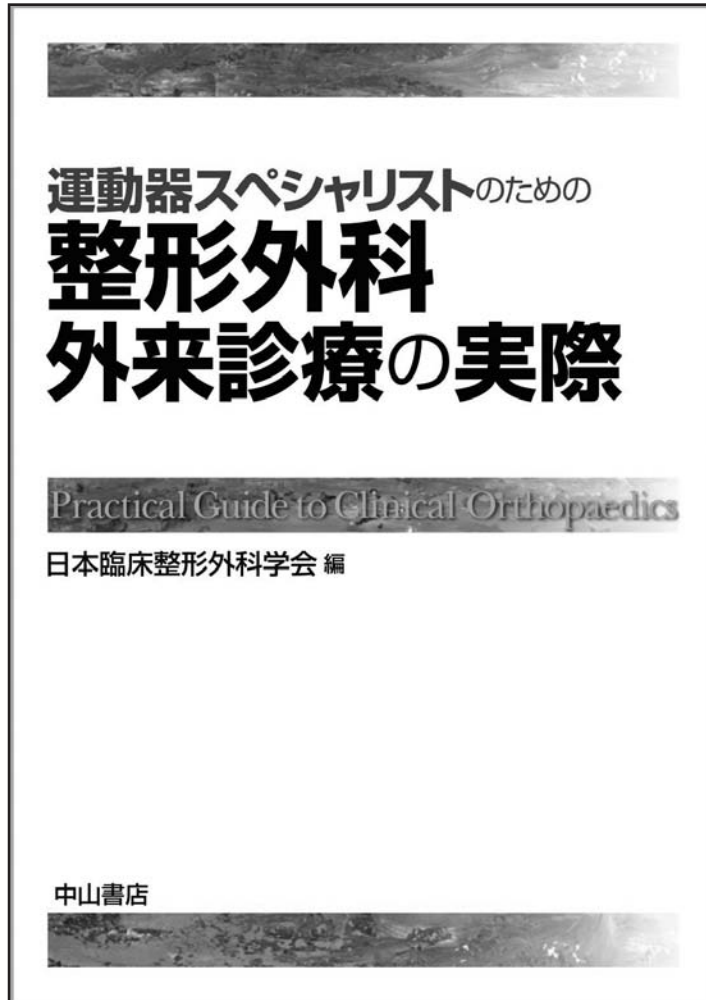 運動器スペシャリストのための
整形外科
外来診療の実際
Practical Guide to Clinical Orthopaedics
日本臨床整形外科学会 編
中山書店